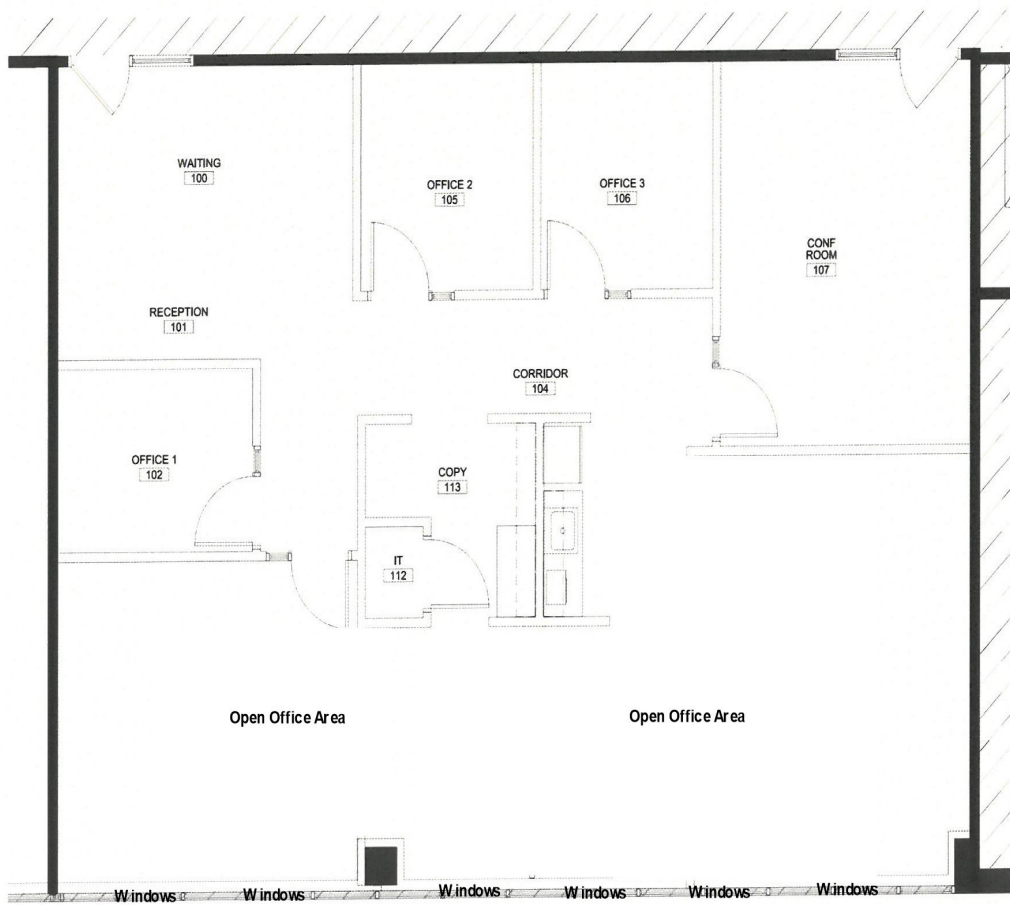 WAITING
100
OFFICE 2
105
OFFICE 3
106
CONF
ROOM
107
RECEPTION
101
CORRIDOR
104
OFFICE 1
102
COPY
113
IT
112
Open Office Area
Open Office Area
Windows
Windows
Windows
Windows
Windows
Windows